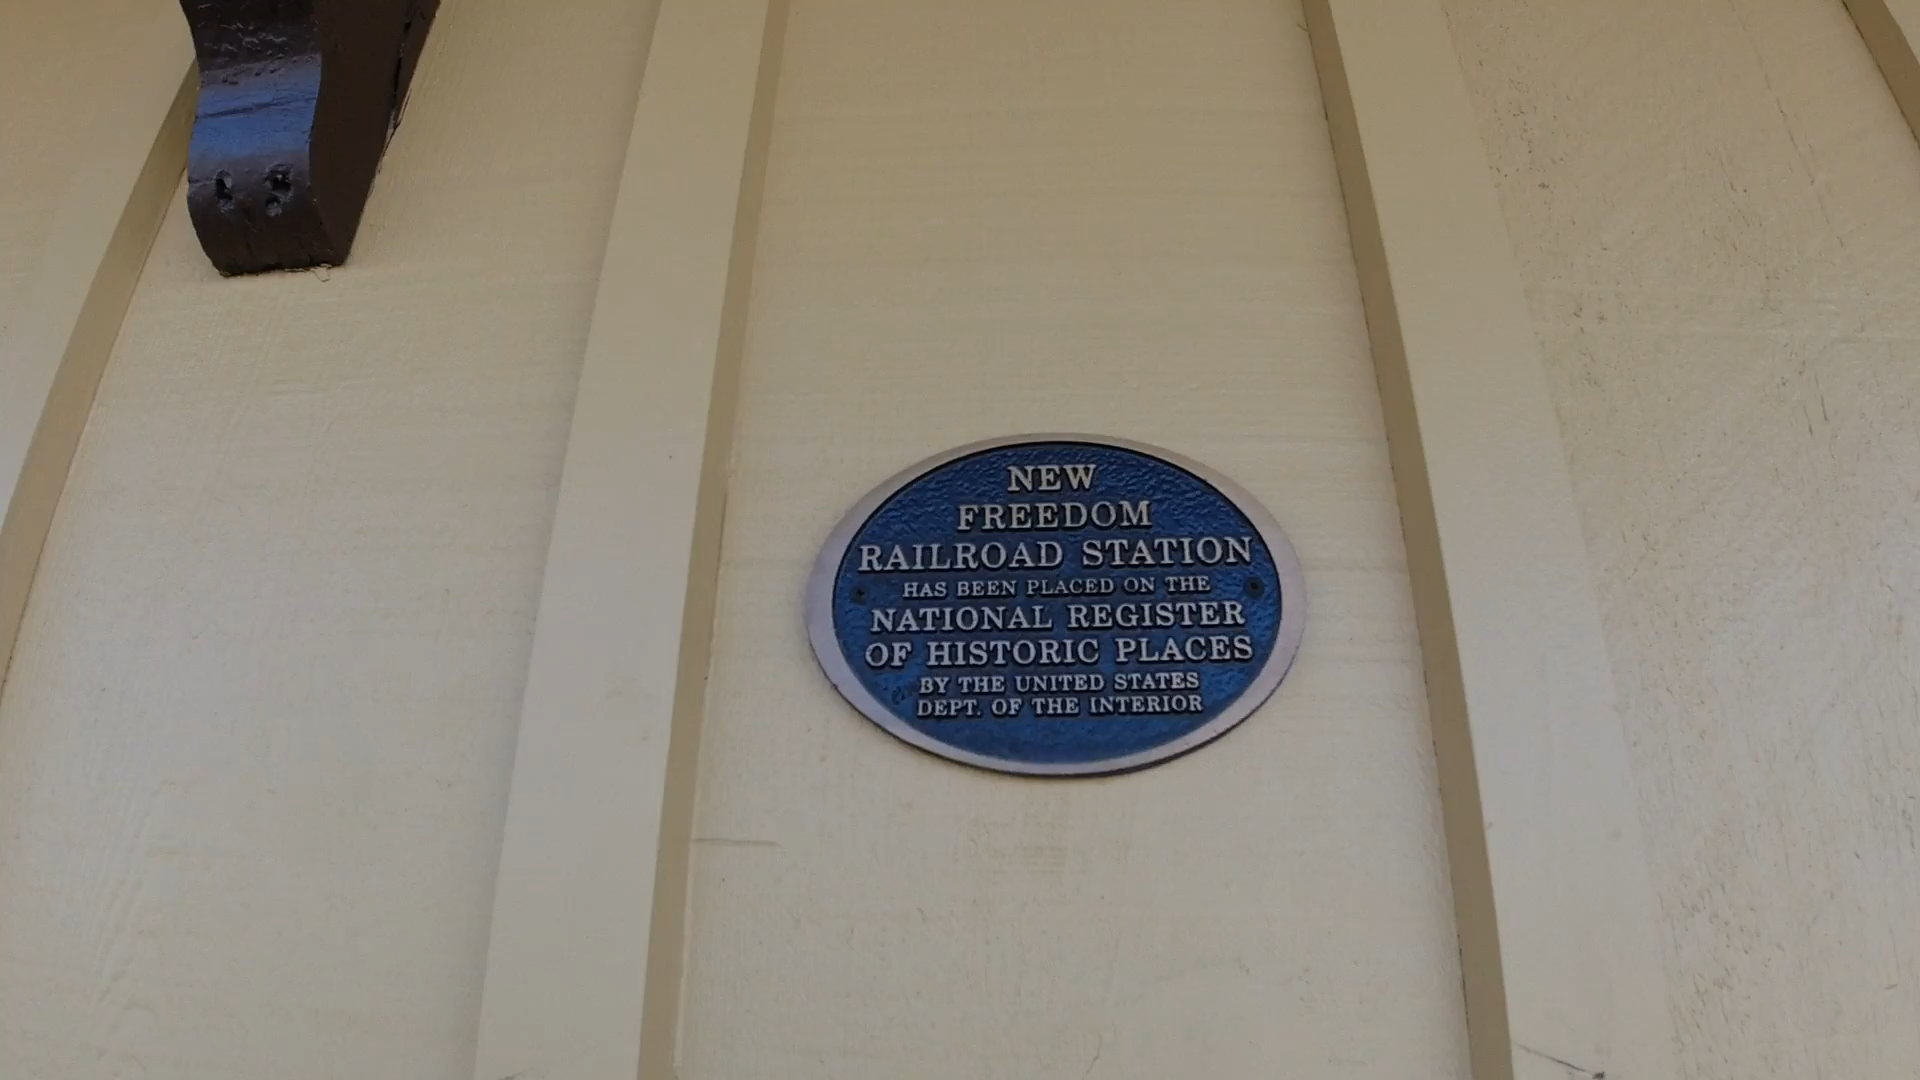 NEW
FREEDOM
RAILROAD STATION
HAS BEEN PLACED ON THE
NATIONAL REGISTER
OF HISTORIC PLACES
BY THE UNITED STATES
DEPT. OF THE INTERIOR